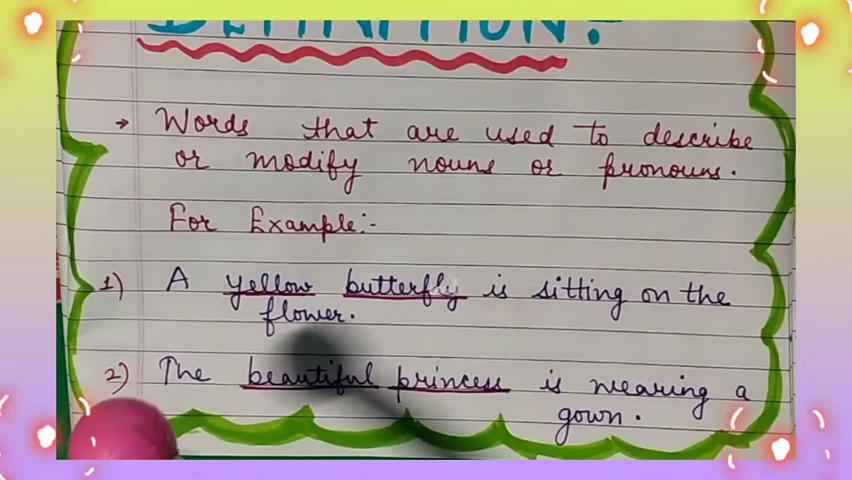 DEFINITION:
→ Words that are used to describe
or modify nouns or pronouns.
For Example:-
1) A yellow butterfly is sitting on the
flower.
2) The beautiful princess is wearing a
gown.